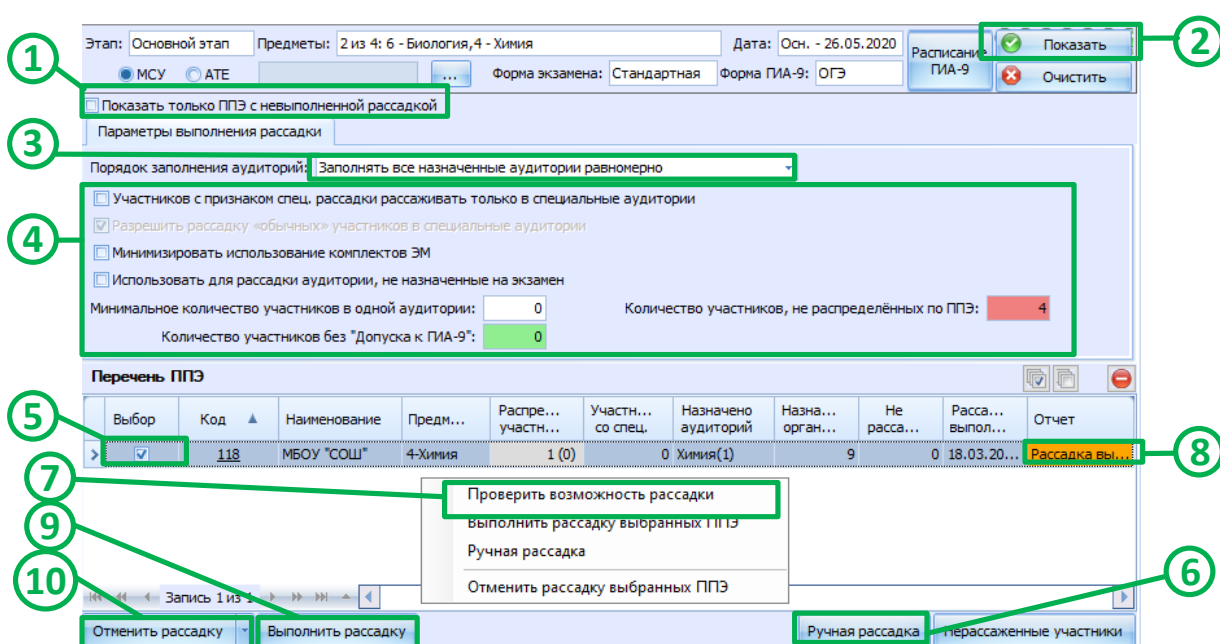 Этап: Основной этап Предметы: 2 из 4: 6 - Биология,4 - Химия Дата: Осн. - 26.05.2020 Расписание ГИА-9 Показать 2
1 МСУ АТЕ ... Форма экзамена: Стандартная Форма ГИА-9: ОГЭ Очистить
Показать только ППЭ с невыполненной рассадкой
Параметры выполнения рассадки
3
Порядок заполнения аудиторий: Заполнять все назначенные аудитории равномерно
Участников с признаком спец. рассадки рассаживать только в специальные аудитории
4 Разрешить рассадку «обычных» участников в специальные аудитории
Минимизировать использование комплектов ЭМ
Использовать для рассадки аудитории, не назначенные на экзамен
Минимальное количество участников в одной аудитории: 0 Количество участников, не распределённых по ППЭ: 4
Количество участников без "Допуска к ГИА-9": 0
Перечень ППЭ
5 Выбор Код Наименование Предм... Распре... участн... Участн... со спец. Назначено аудиторий Назна... орган... Не расса... Расса... выпол... Отчет
118 МБОУ "СОШ" 4-Химия 1 (0) 0 Химия(1) 9 0 18.03.20... Рассадка вы... 8
7 Проверить возможность рассадки
9 Выполнить рассадку выбранных ППЭ
Ручная рассадка
10 Отменить рассадку выбранных ППЭ 6
Запись 1 из 1
Отменить рассадку Выполнить рассадку Ручная рассадка Нерассаженные участники